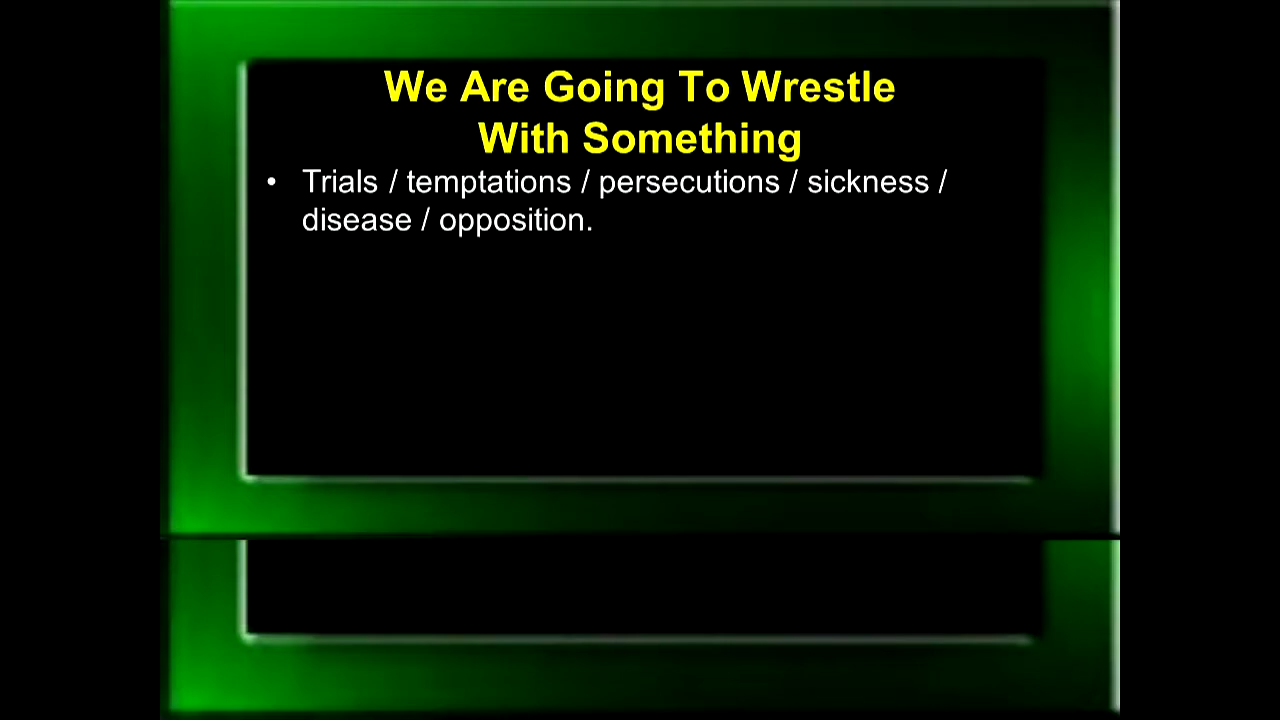 We Are Going To Wrestle
With Something
• Trials / temptations / persecutions / sickness /
disease / opposition.